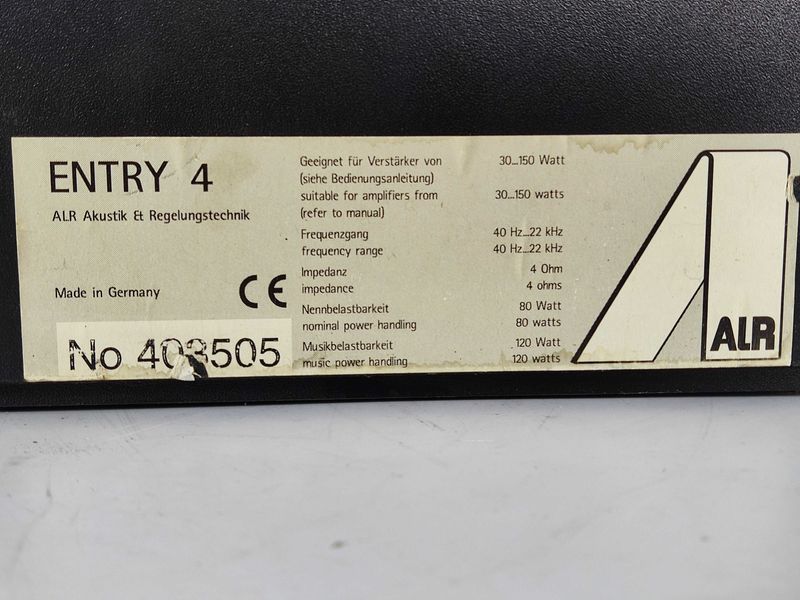 ENTRY 4
ALR Akustik & Regelungstechnik
Made in Germany
CE
No 408505
Geeignet für Verstärker von 30...150 Watt
(siehe Bedienungsanleitung)
suitable for amplifiers from 30...150 watts
(refer to manual)
Frequenzgang 40 Hz...22 kHz
frequency range 40 Hz...22 kHz
Impedanz 4 Ohm
impedance 4 ohms
Nennbelastbarkeit 80 Watt
nominal power handling 80 watts
Musikbelastbarkeit 120 Watt
music power handling 120 watts
ALR